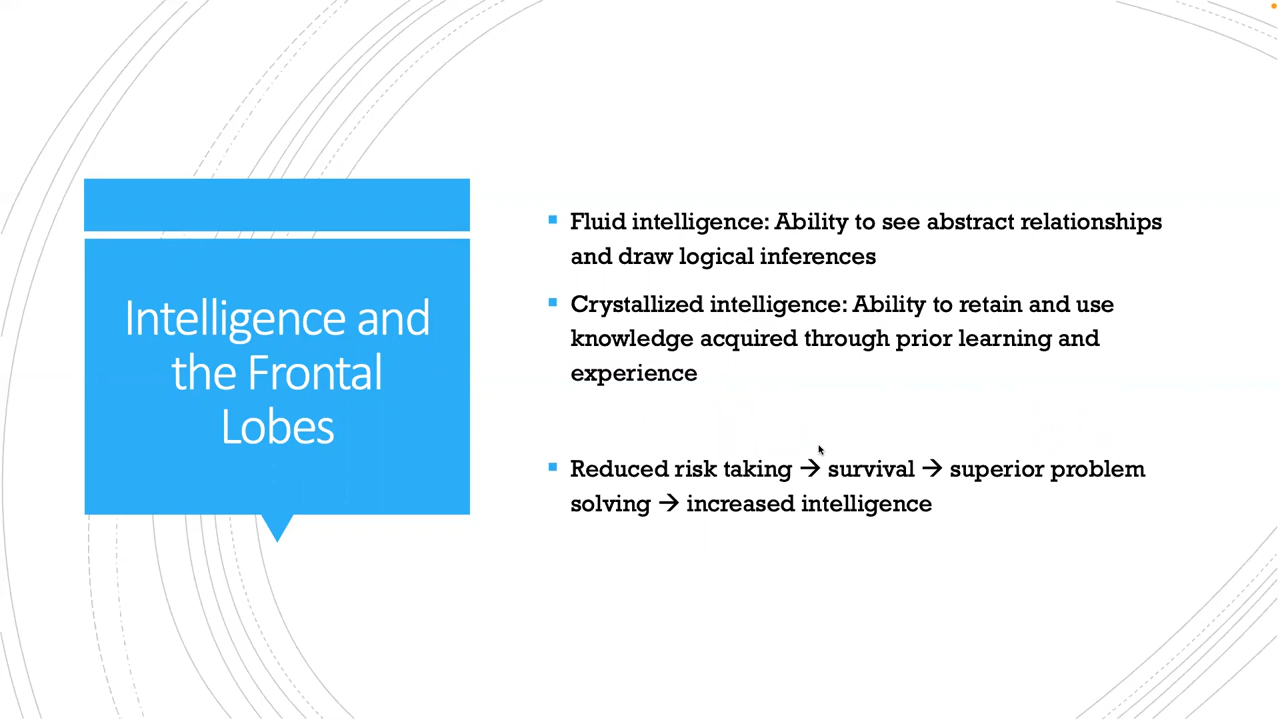 Intelligence and
the Frontal
Lobes
▪ Fluid intelligence: Ability to see abstract relationships
and draw logical inferences
▪ Crystallized intelligence: Ability to retain and use
knowledge acquired through prior learning and
experience
▪ Reduced risk taking → survival → superior problem
solving → increased intelligence